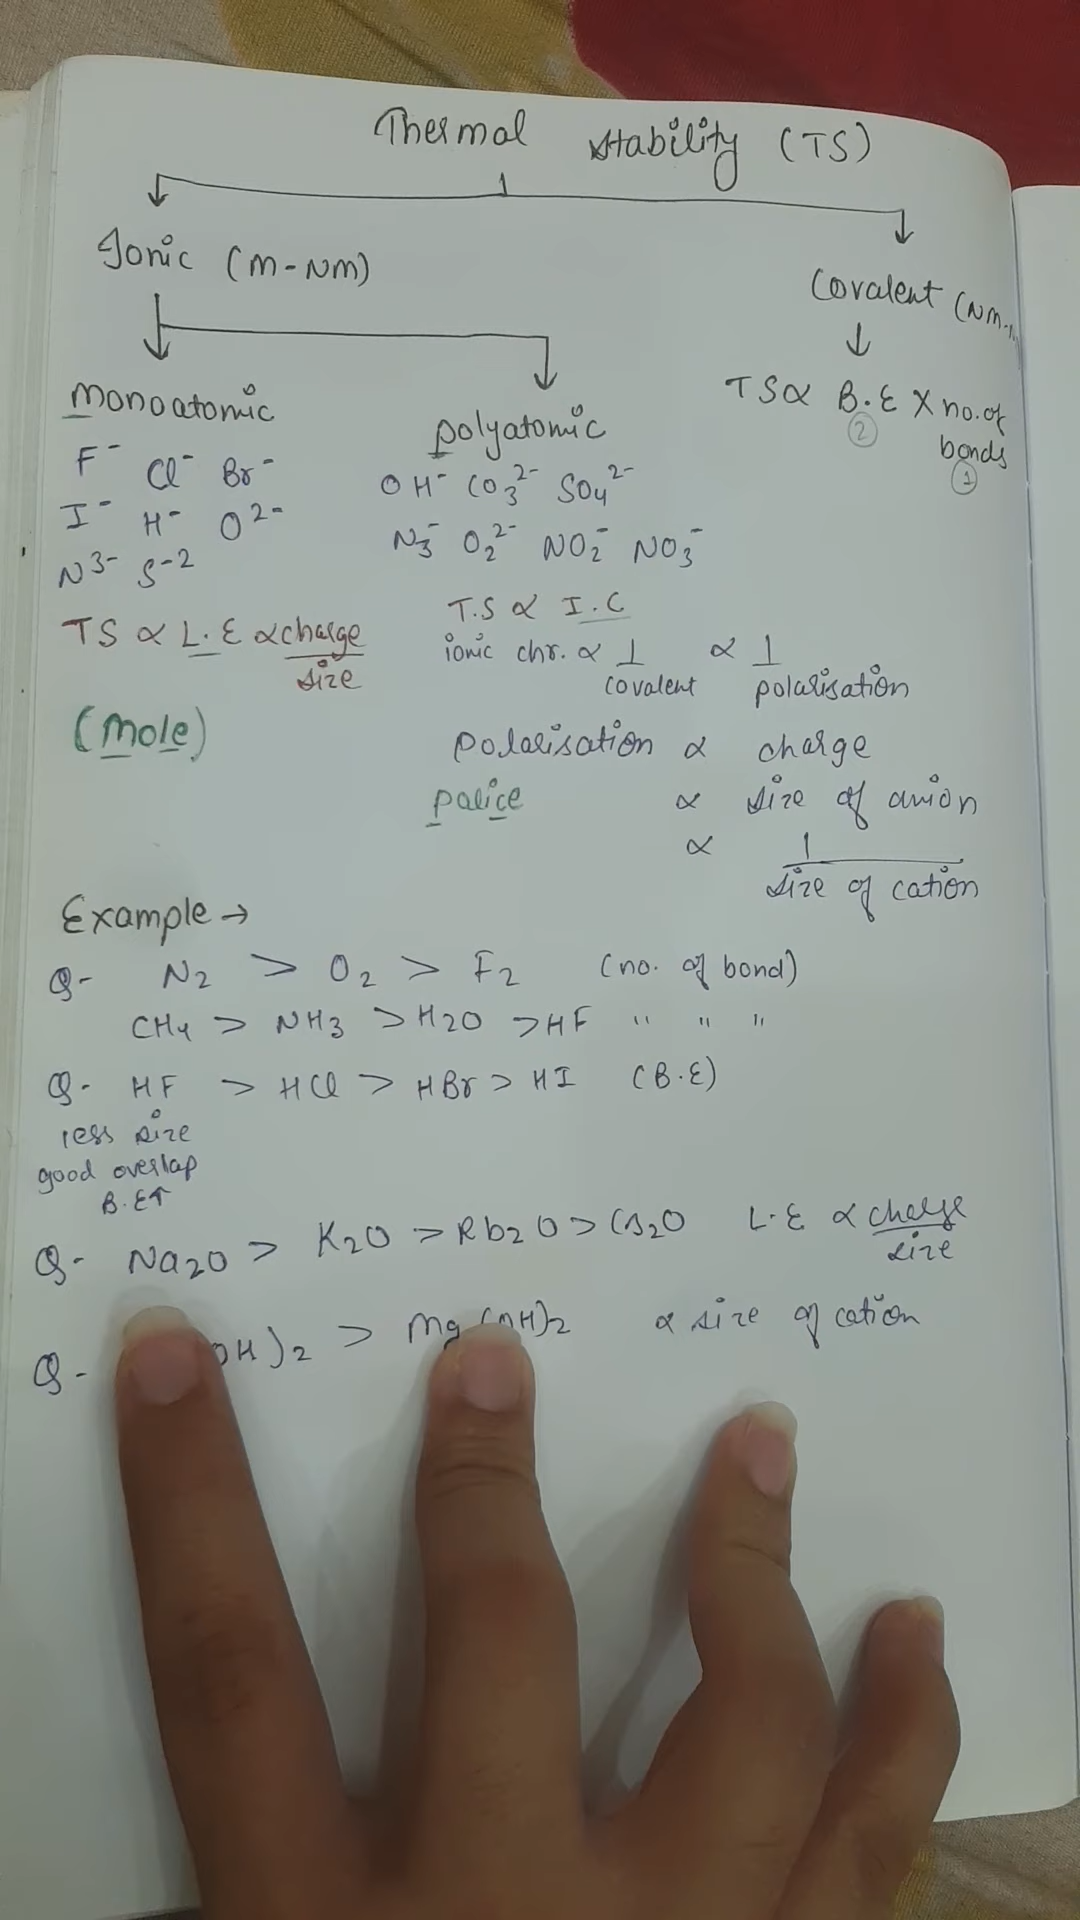 Thermal stability (TS)
Ionic (M-NM)
Covalent (NM-
Monoatomic
F⁻ Cl⁻ Br⁻
I⁻ H⁻ O²⁻
N³⁻ S⁻²
TS ∝ L.E ∝ charge/size
(Mole)
polyatomic
OH⁻ CO₃²⁻ SO₄²⁻
N₃⁻ O₂²⁻ NO₂⁻ NO₃⁻
T.S ∝ I.C
ionic chr. ∝ 1/covalent ∝ 1/polarisation
polarisation ∝ charge
palice ∝ size of anion
∝ 1/size of cation
TS∝ B.E × no. of
② bonds
①
Example →
Q- N₂ > O₂ > F₂ (no. of bond)
CH₄ > NH₃ > H₂O > HF " " "
Q- HF > HCl > HBr > HI (B.E)
less size
good overlap
B.E↑
Q- Na₂O > K₂O > Rb₂O > Cs₂O L.E ∝ charge/size
Q- OH)₂ > Mg(OH)₂ ∝ size of cation